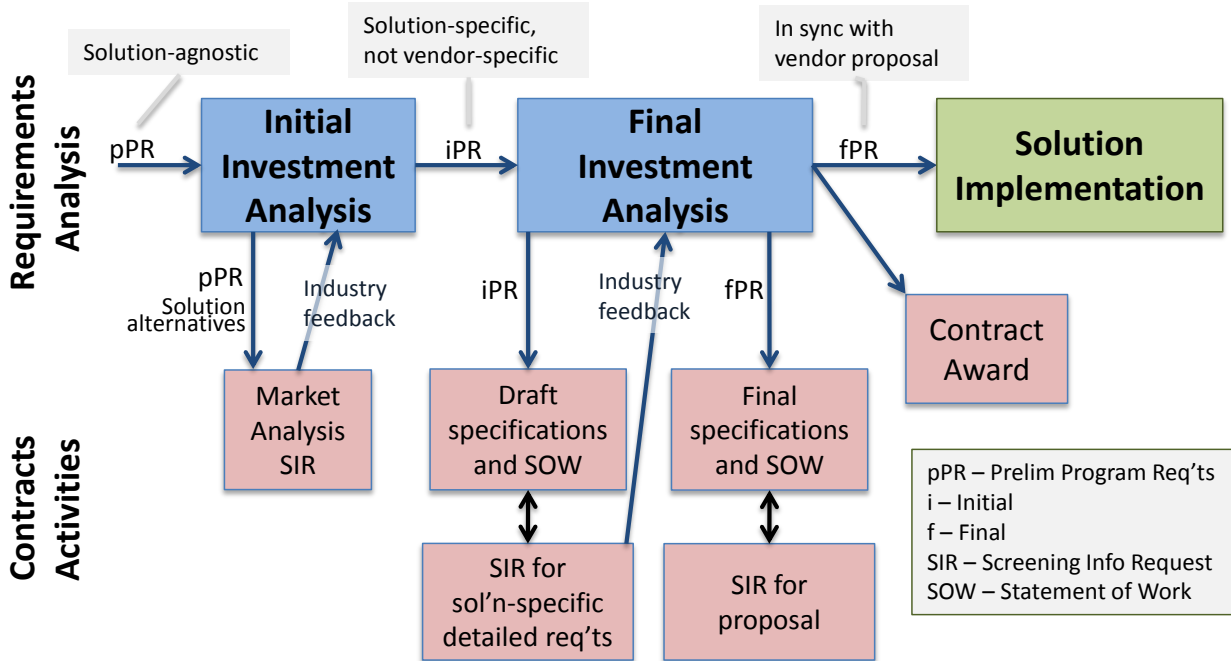 Solution-agnostic
Solution-specific,
not vendor-specific
In sync with
vendor proposal
Requirements
Analysis
pPR
Initial
Investment
Analysis
iPR
Final
Investment
Analysis
fPR
Solution
Implementation
pPR
Solution
alternatives
Industry
feedback
iPR
Industry
feedback
fPR
Contract
Award
Contracts
Activities
Market
Analysis
SIR
Draft
specifications
and SOW
Final
specifications
and SOW
SIR for
sol'n-specific
detailed req'ts
SIR for
proposal
pPR – Prelim Program Req'ts
i – Initial
f – Final
SIR – Screening Info Request
SOW – Statement of Work